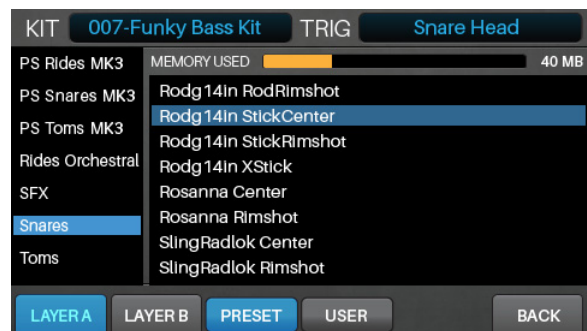 KIT 007-Funky Bass Kit TRIG Snare Head
PS Rides MK3
PS Snares MK3
PS Toms MK3
Rides Orchestral
SFX
Snares
Toms
MEMORY USED 40 MB
Rodg14in RodRimshot
Rodg14in StickCenter
Rodg14in StickRimshot
Rodg14in XStick
Rosanna Center
Rosanna Rimshot
SlingRadlok Center
SlingRadlok Rimshot
LAYER A LAYER B PRESET USER BACK